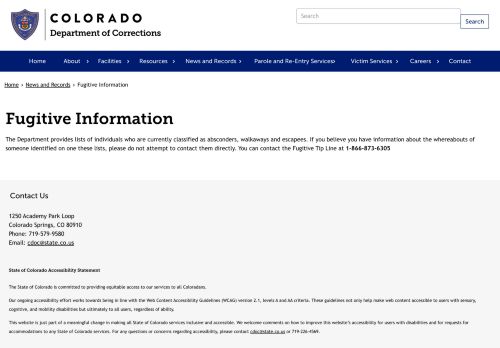 COLORADO
Department of Corrections
Search
Search
Home About Facilities Resources News and Records Parole and Re-Entry Services Victim Services Careers Contact
Home › News and Records › Fugitive Information
Fugitive Information
The Department provides lists of individuals who are currently classified as absconders, walkaways and escapees. If you believe you have information about the whereabouts of
someone identified on one these lists, please do not attempt to contact them directly. You can contact the Fugitive Tip Line at 1-866-873-6305
Contact Us
1250 Academy Park Loop
Colorado Springs, CO 80910
Phone: 719-579-9580
Email: cdoc@state.co.us
State of Colorado Accessibility Statement
The State of Colorado is committed to providing equitable access to our services to all Coloradans.
Our ongoing accessibility effort works towards being in line with the Web Content Accessibility Guidelines (WCAG) version 2.1, levels A and AA criteria. These guidelines not only help make web content accessible to users with sensory,
cognitive, and mobility disabilities but ultimately to all users, regardless of ability.
This website is just part of a meaningful change in making all State of Colorado services inclusive and accessible. We welcome comments on how to improve this website's accessibility for users with disabilities and for requests for
accommodations to any State of Colorado services. For any questions or concerns regarding accessibility, please contact cdoc@state.co.us or 719-226-4569.